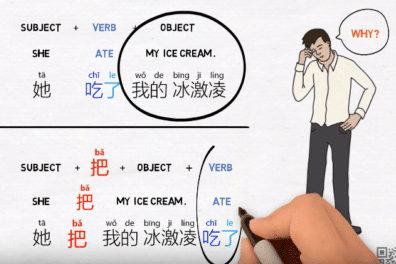 SUBJECT + VERB + OBJECT
WHY?
SHE ATE MY ICE CREAM.
tā chī le wǒ de bīng jī líng
她 吃了 我的 冰激凌
bǎ
SUBJECT + 把 + OBJECT + VERB
bǎ
SHE 把 MY ICE CREAM. ATE
tā bǎ wǒ de bīng jī líng chī le
她 把 我的 冰激凌 吃了